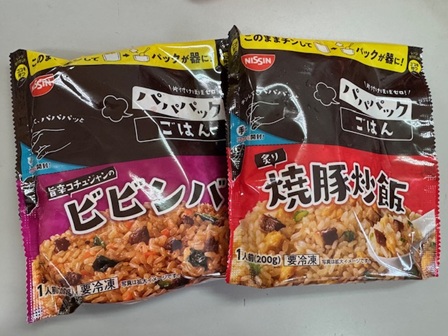 このままチンして パックが器に!
NISSIN
パパパック
ごはん
旨辛コチュジャンの
ビビンバ
1人前
要冷凍
このままチンして パックが器に!
NISSIN
パパパック
ごはん
炙り
焼豚炒飯
1人前(200g) 要冷凍